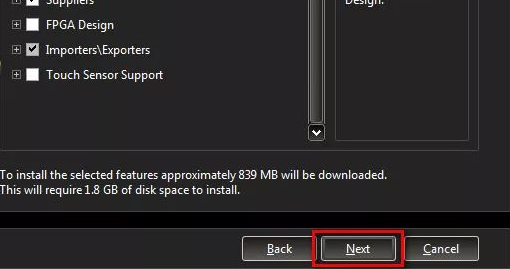 Suppliers
Design.
FPGA Design
Importers\Exporters
Touch Sensor Support
To install the selected features approximately 839 MB will be downloaded.
This will require 1.8 GB of disk space to install.
Back Next Cancel